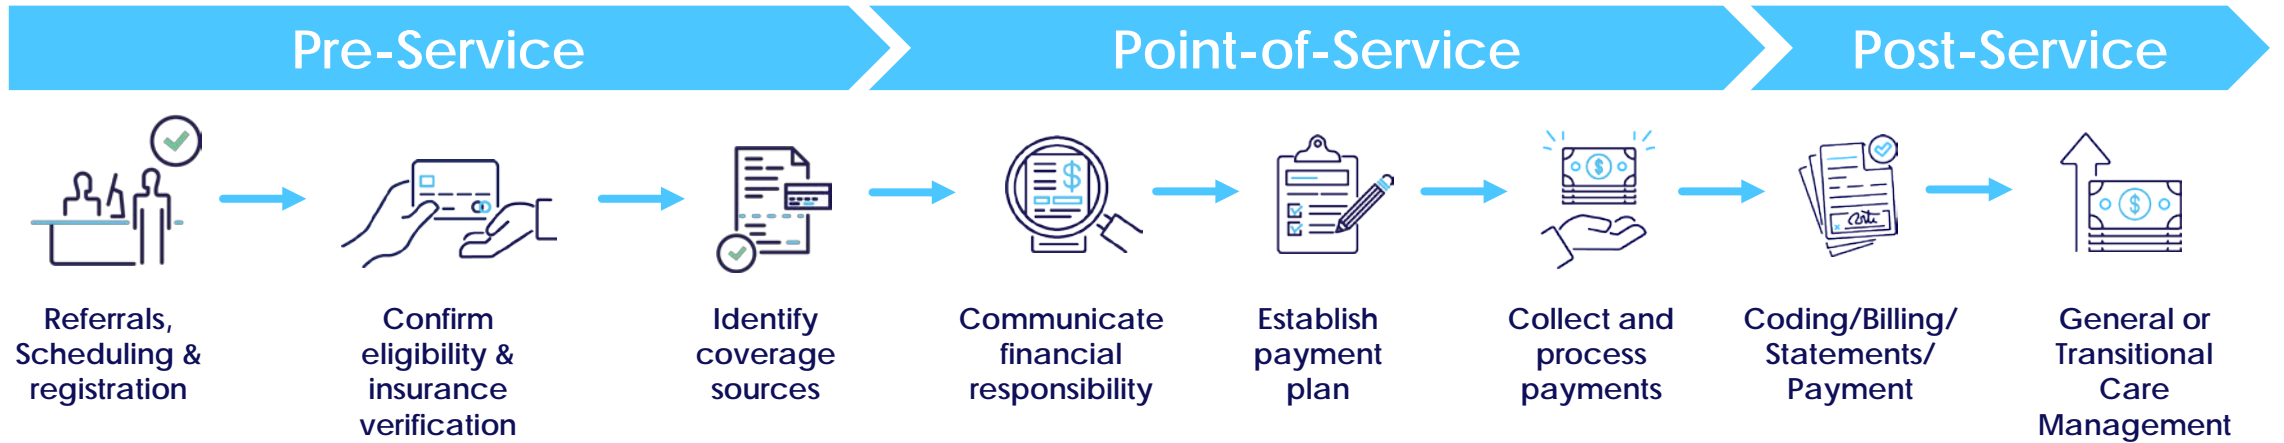 Pre-Service
Point-of-Service
Post-Service
Referrals,
Scheduling &
registration
Confirm
eligibility &
insurance
verification
Identify
coverage
sources
Communicate
financial
responsibility
Establish
payment
plan
Collect and
process
payments
Coding/Billing/
Statements/
Payment
General or
Transitional
Care
Management